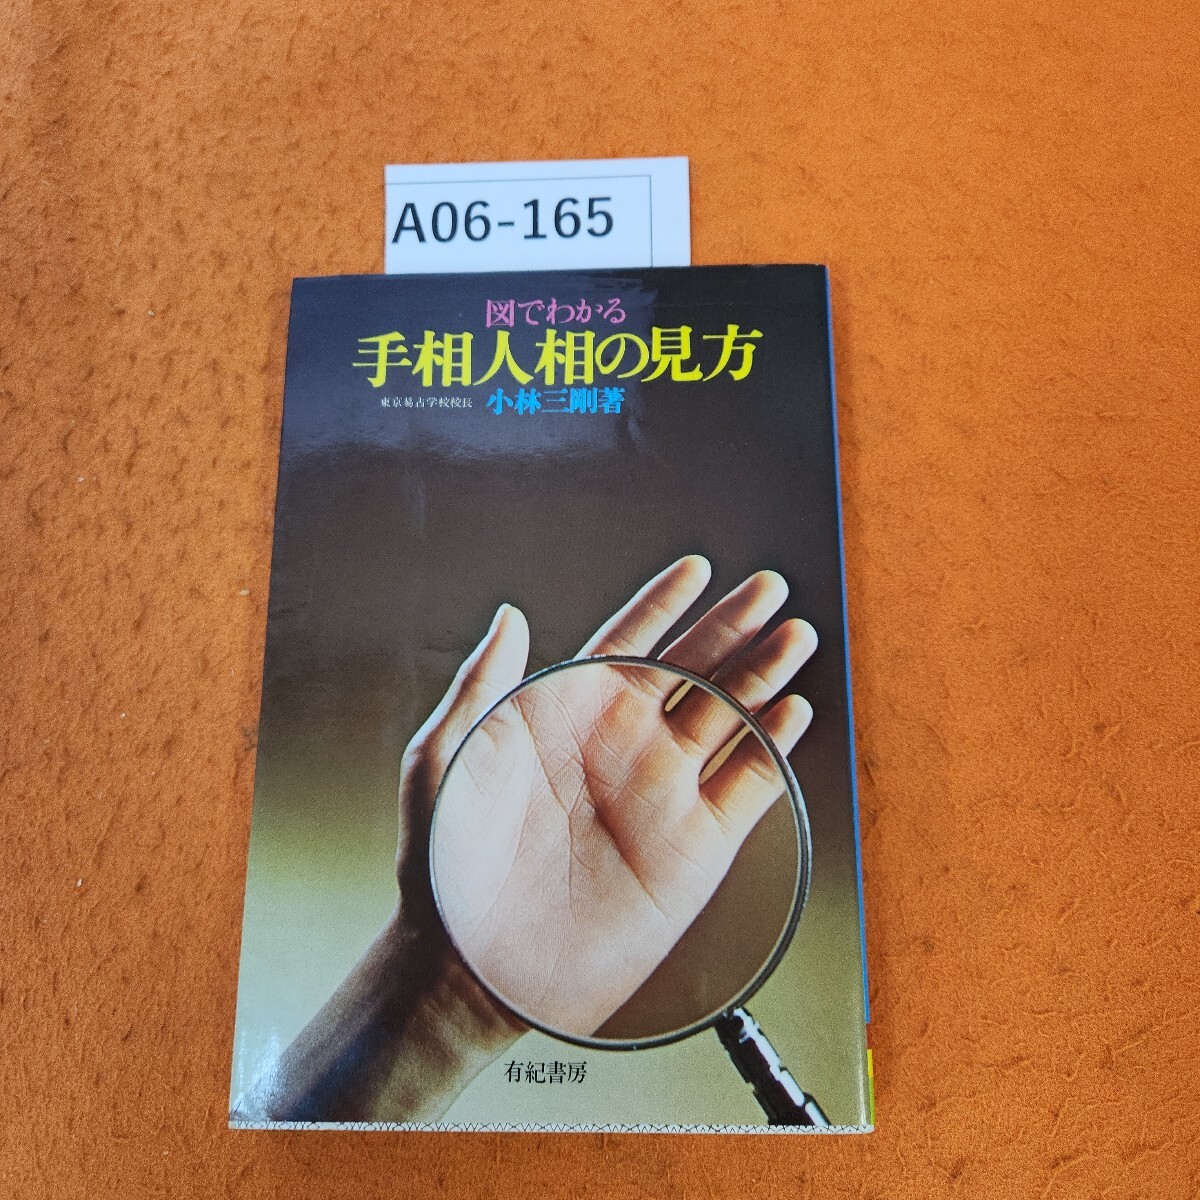 A06-165
図でわかる
手相人相の見方
東京易占学校校長 小林三剛著
有紀書房